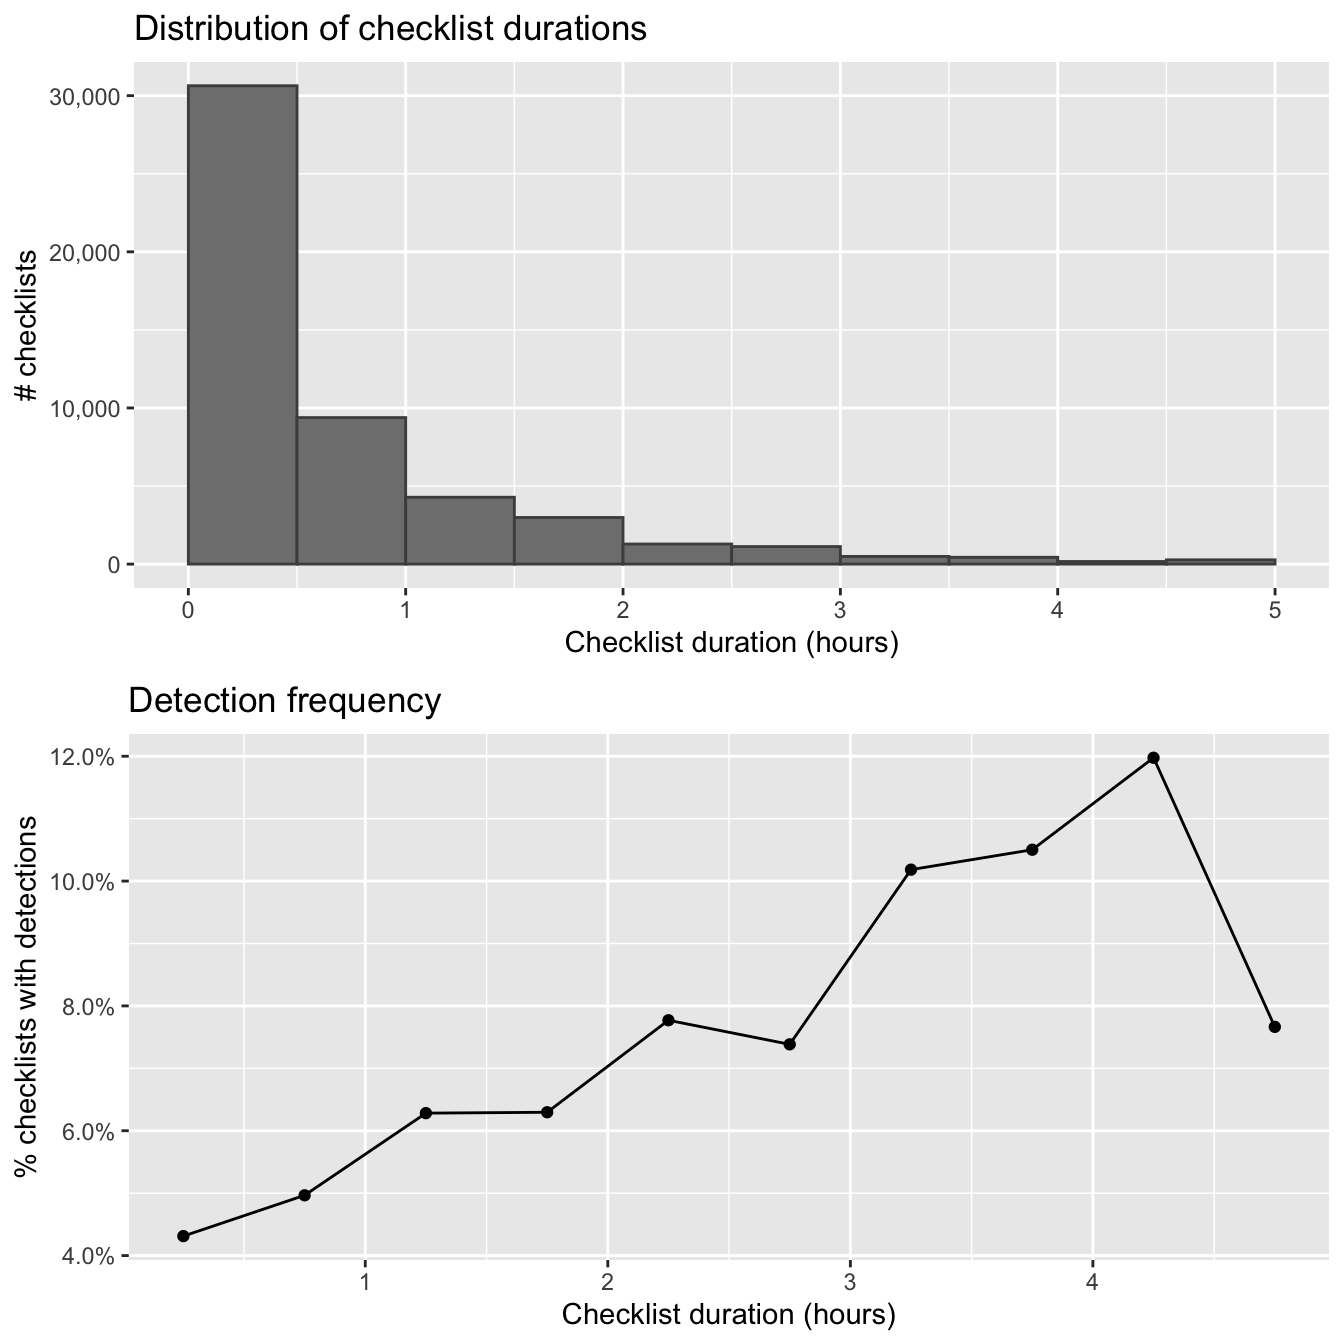 Distribution of checklist durations
30,000
20,000
10,000
0
# checklists
0 1 2 3 4 5
Checklist duration (hours)
Detection frequency
12.0%
10.0%
8.0%
6.0%
4.0%
% checklists with detections
1 2 3 4
Checklist duration (hours)